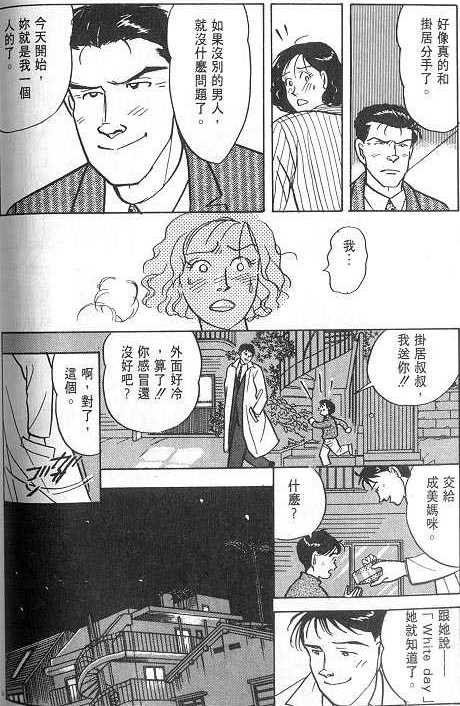 好像真的和
掛居分手了。
如果沒別的男人，
就沒什麼問題了。
今天開始，
妳就是我一個
人的了。
我…
掛居叔叔，
我送你!!
外面好冷
，算了!!
你感冒還
沒好吧？
啊，對了，
這個。
交給
成美媽咪。
什麼？
跟她說——
「White day」
她就知道了。